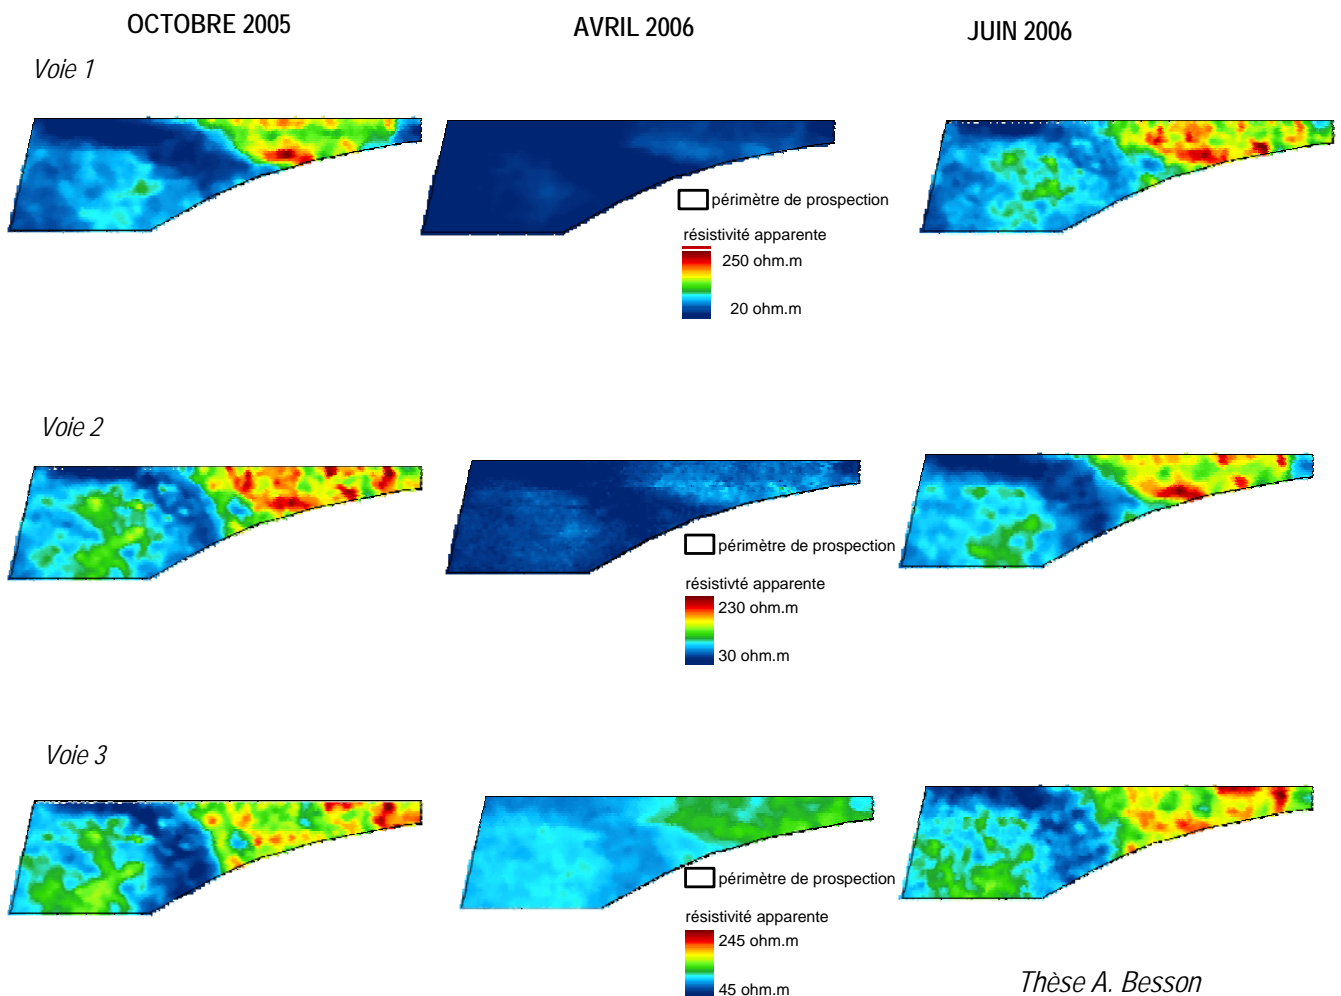 OCTOBRE 2005
AVRIL 2006
JUIN 2006
Voie 1
périmètre de prospection
résistivité apparente
250 ohm.m
20 ohm.m
Voie 2
périmètre de prospection
résistivté apparente
230 ohm.m
30 ohm.m
Voie 3
périmètre de prospection
résistivité apparente
245 ohm.m
45 ohm.m
Thèse A. Besson